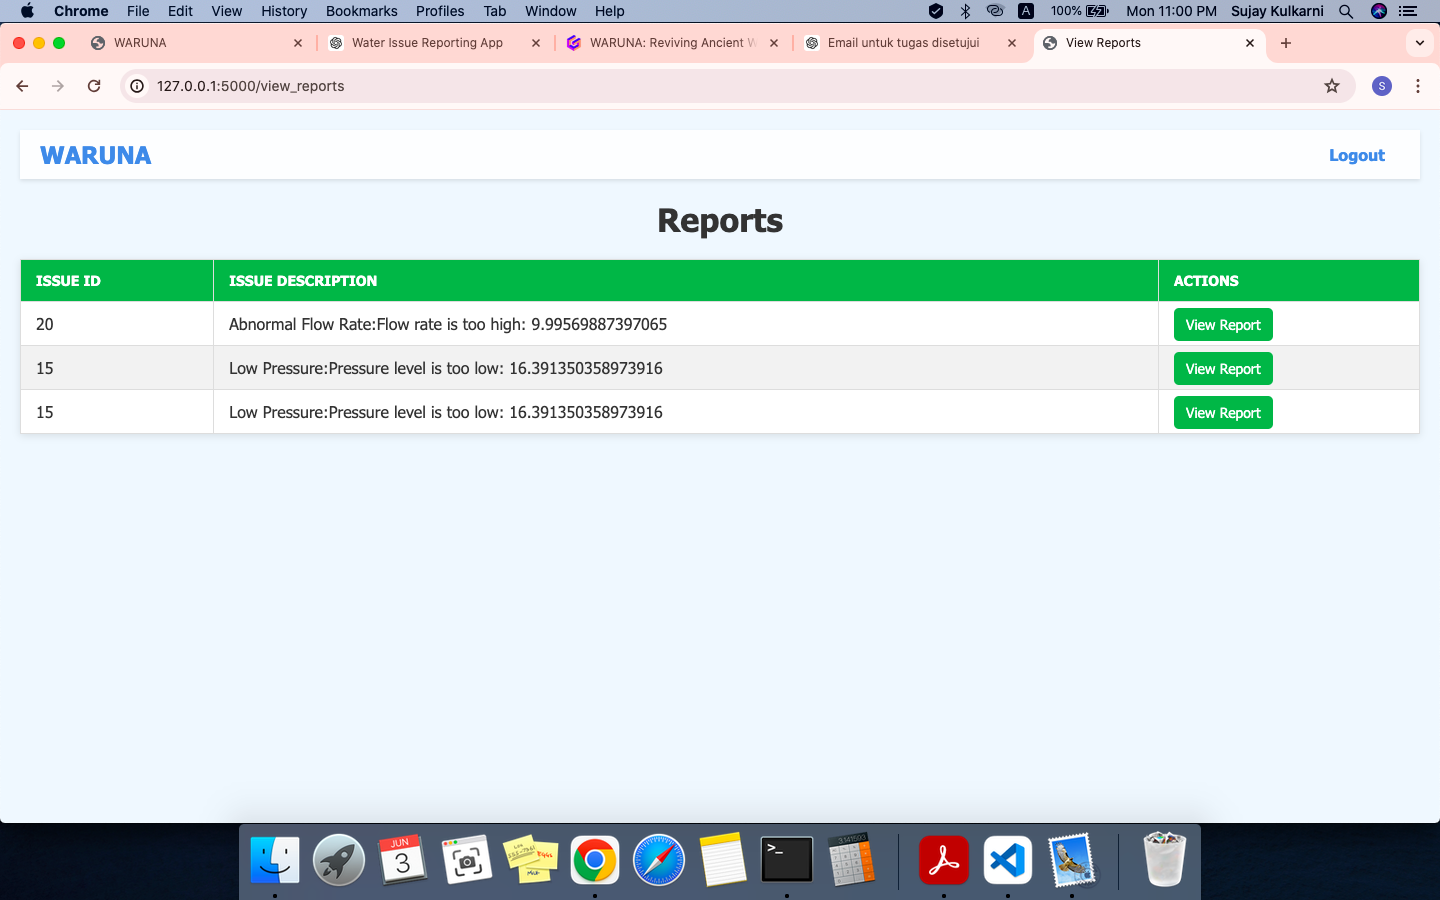 Chrome File Edit View History Bookmarks Profiles Tab Window Help A 100% Mon 11:00 PM Sujay Kulkarni
WARUNA Water Issue Reporting App WARUNA: Reviving Ancient W Email untuk tugas disetujui View Reports
127.0.0.1:5000/view_reports S
WARUNA Logout
Reports
ISSUE ID ISSUE DESCRIPTION ACTIONS
20 Abnormal Flow Rate:Flow rate is too high: 9.99569887397065 View Report
15 Low Pressure:Pressure level is too low: 16.391350358973916 View Report
15 Low Pressure:Pressure level is too low: 16.391350358973916 View Report
JUN
3
>_